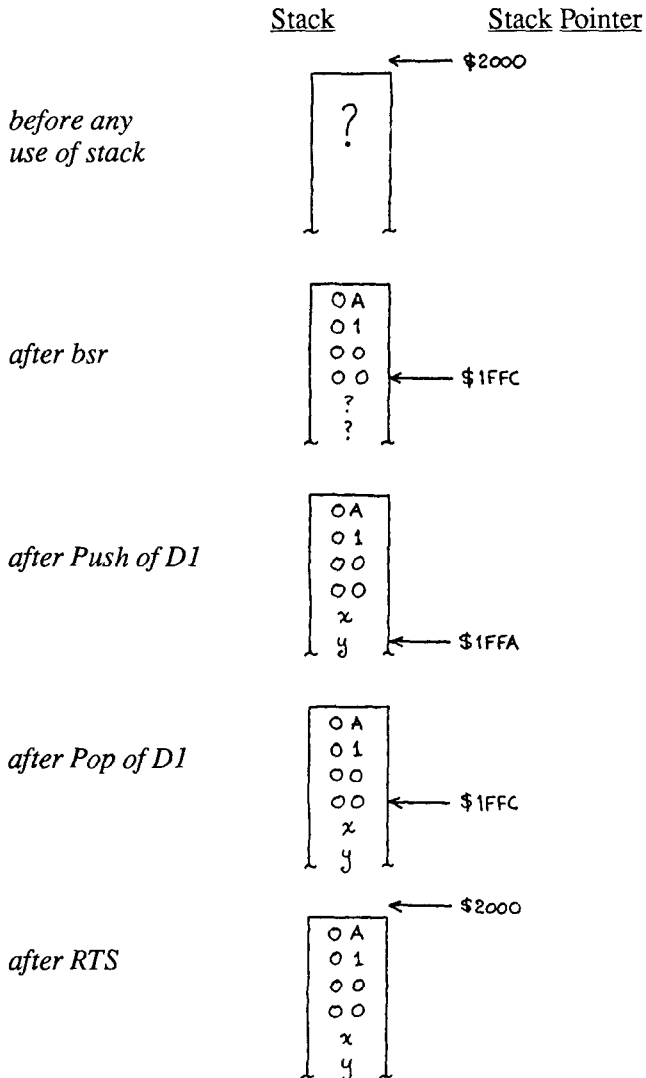 Stack Stack Pointer
$2000
before any
use of stack
?
0A
01
00
after bsr
00 $1FFC
?
?
0A
01
after Push of D1
00
00
x
y $1FFA
0A
01
after Pop of D1
00
00 $1FFC
x
y
$2000
0A
after RTS
01
00
00
x
y